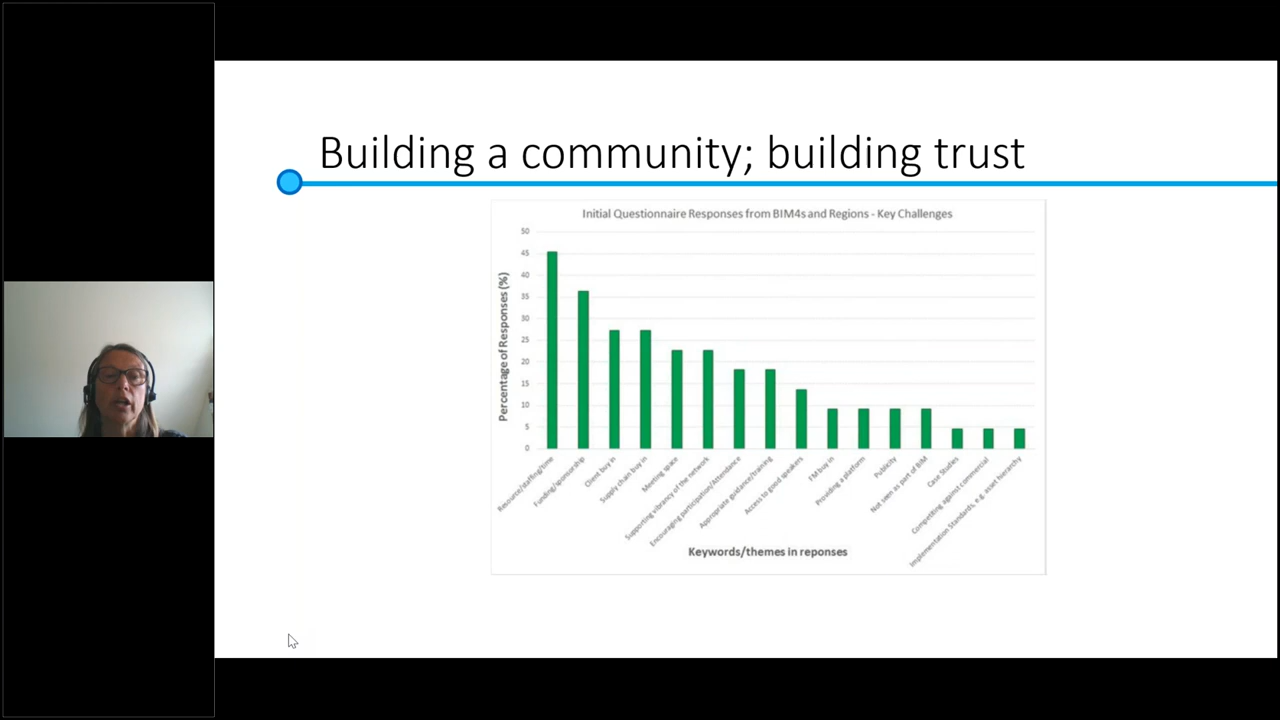 Building a community; building trust
Initial Questionnaire Responses from BIM4s and Regions - Key Challenges
Percentage of Responses (%)
50
45
40
35
30
25
20
15
10
5
0
Resource/staffing/time
Funding/sponsorship
Client buy in
Supply chain buy in
Meeting space
Supporting vibrancy of the network
Encouraging participation/Attendance
Appropriate guidance/training
Access to good speakers
FM buy in
Providing a platform
Publicity
Not seen as part of BIM
Case Studies
Competing against commercial
Implementation Standards, e.g. asset hierarchy
Keywords/themes in reponses